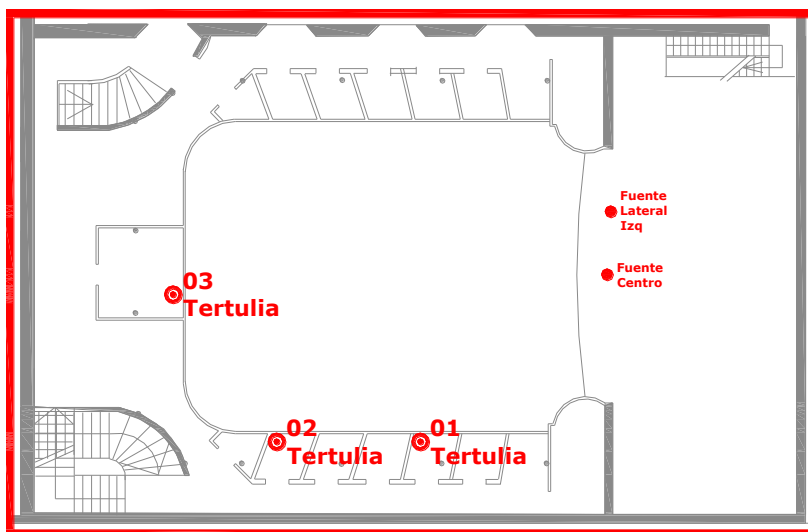 Fuente
Lateral
Izq
Fuente
Centro
03
Tertulia
02
Tertulia
01
Tertulia